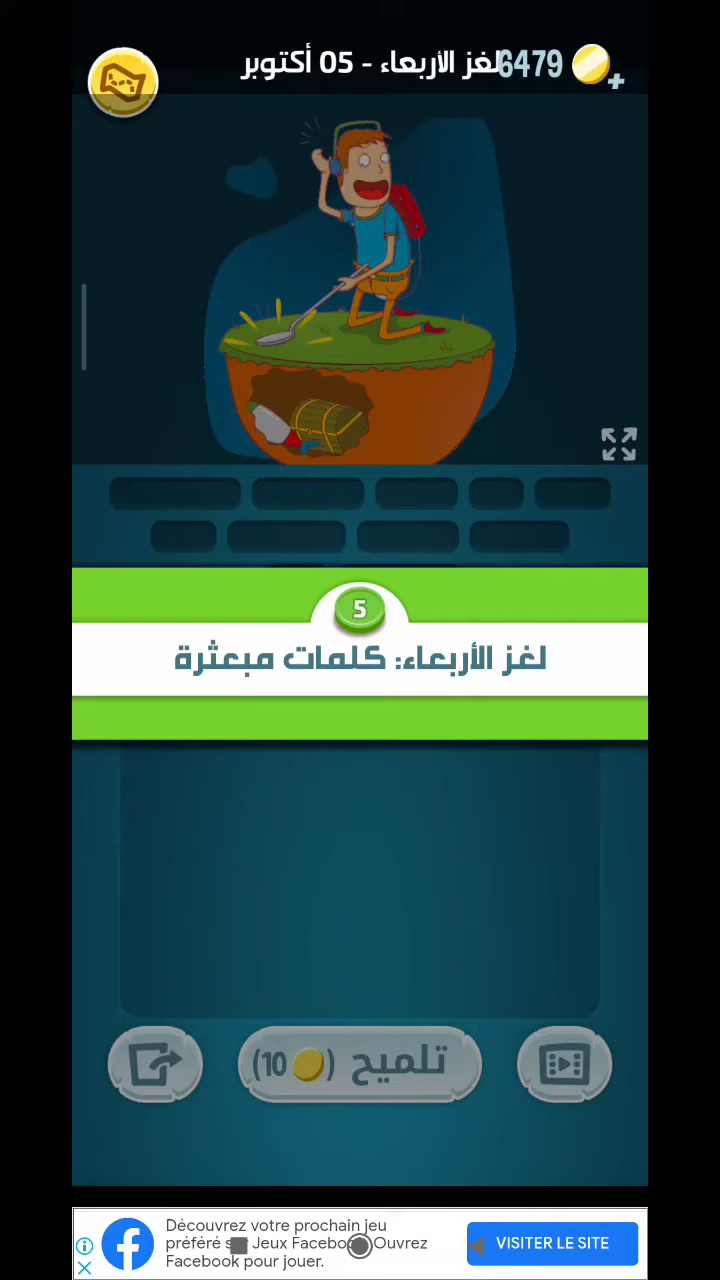 لغز الأربعاء - 05 أكتوبر
6479
5
لغز الأربعاء: كلمات مبعثرة
تلميح (10)
Découvrez votre prochain jeu
préféré s Jeux Facebo Ouvrez
Facebook pour jouer.
VISITER LE SITE